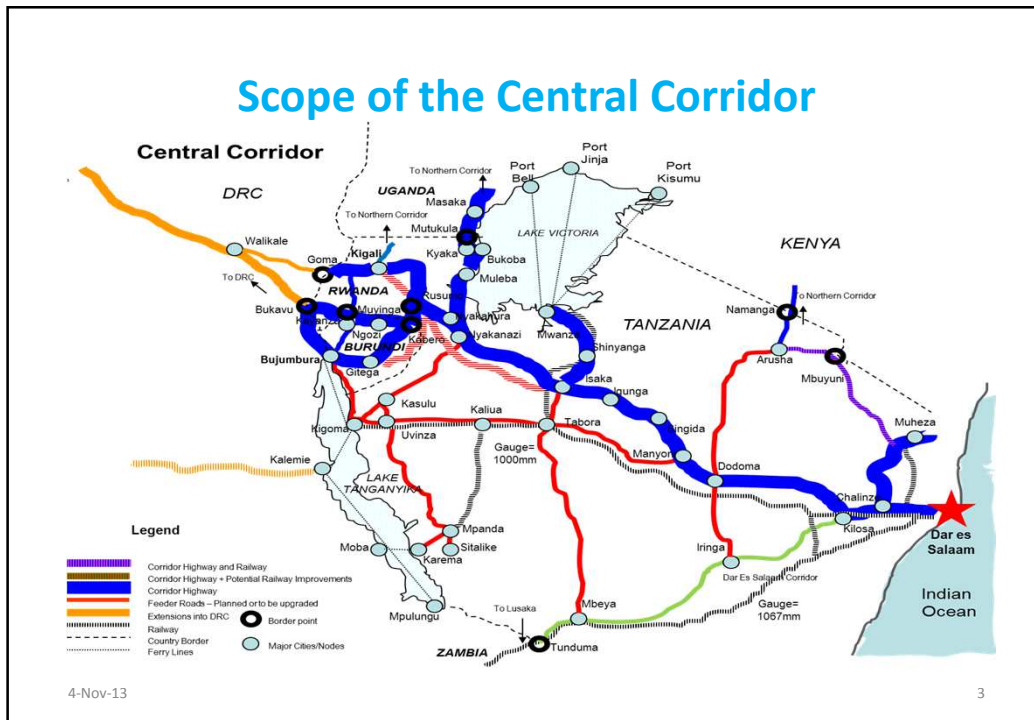 Scope of the Central Corridor
Central Corridor
DRC
UGANDA
To Northern Corridor
Port
Bell
Port
Jinja
Port
Kisumu
Masaka
To Northern Corridor
Mutukula
LAKE VICTORIA
Walikale
Goma
Kigali
Kyaka
Bukoba
KENYA
To DRC
RWANDA
Muleba
Bukavu
Muyinga
Rusumo
Nyakahura
Mwanza
TANZANIA
Namanga
To Northern Corridor
Kayanza
Ngozi
BURUNDI
Kabero
Nyakanazi
Shinyanga
Arusha
Mbuyuni
Bujumbura
Gitega
Isaka
Igunga
Kasulu
Kaliua
Singida
Muheza
Kigoma
Uvinza
Tabora
Gauge=
1000mm
Manyoni
Dodoma
Kalemie
LAKE
TANGANYIKA
Chalinze
Kilosa
Dar es
Salaam
Mpanda
Moba
Karema
Sitalike
Iringa
Dar Es Salaam Corridor
Indian
Ocean
Mpulungu
To Lusaka
Mbeya
Gauge=
1067mm
ZAMBIA
Tunduma
Legend
Corridor Highway and Railway
Corridor Highway + Potential Railway Improvements
Corridor Highway
Feeder Roads – Planned or to be upgraded
Extensions into DRC
Border point
Railway
Country Border
Major Cities/Nodes
Ferry Lines
4-Nov-13
3